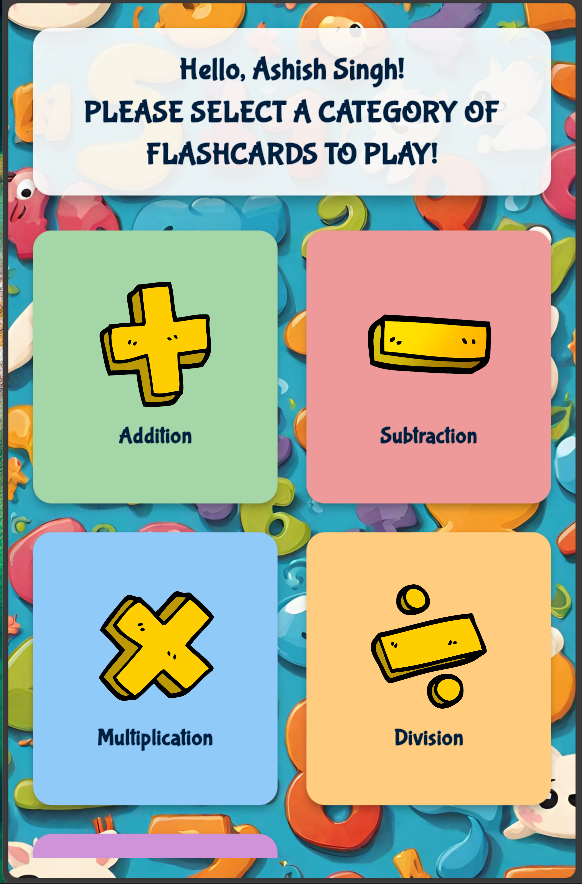 Hello, Ashish Singh!
PLEASE SELECT A CATEGORY OF
FLASHCARDS TO PLAY!
Addition
Subtraction
Multiplication
Division